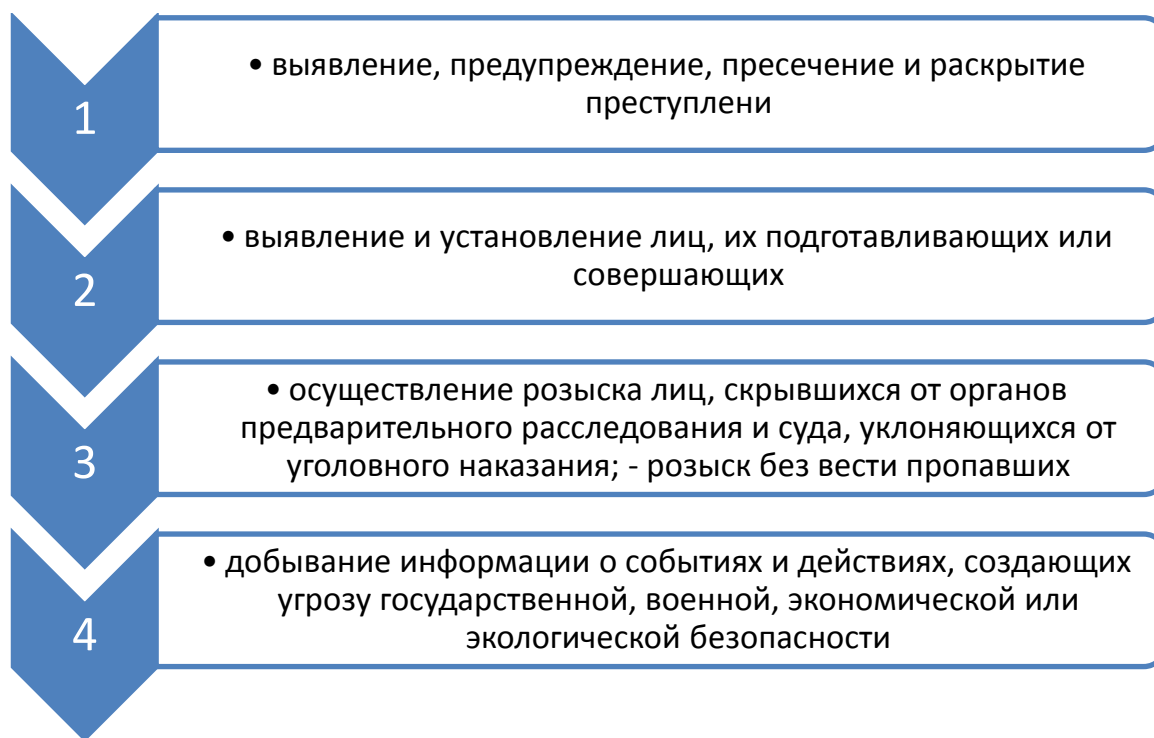 1
• выявление, предупреждение, пресечение и раскрытие
преступлени
2
• выявление и установление лиц, их подготавливающих или
совершающих
3
• осуществление розыска лиц, скрывшихся от органов
предварительного расследования и суда, уклоняющихся от
уголовного наказания; - розыск без вести пропавших
4
• добывание информации о событиях и действиях, создающих
угрозу государственной, военной, экономической или
экологической безопасности